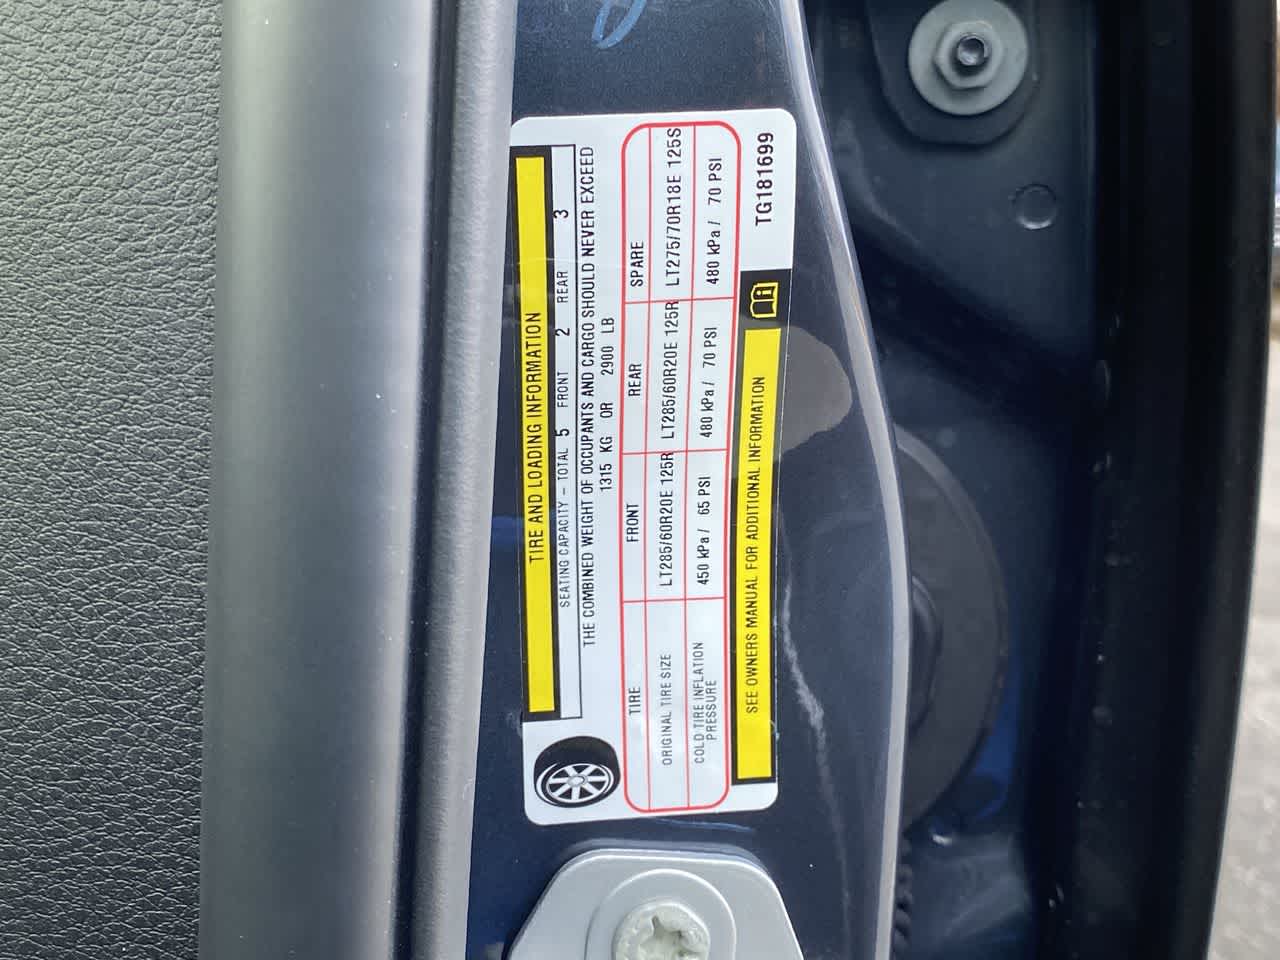 TIRE AND LOADING INFORMATION
SEATING CAPACITY – TOTAL 5 FRONT 2 REAR 3
THE COMBINED WEIGHT OF OCCUPANTS AND CARGO SHOULD NEVER EXCEED
1315 KG OR 2900 LB
TIRE FRONT REAR SPARE
ORIGINAL TIRE SIZE LT285/60R20E 125R LT285/60R20E 125R LT275/70R18E 125S
COLD TIRE INFLATION PRESSURE 450 kPa / 65 PSI 480 kPa / 70 PSI 480 kPa / 70 PSI
SEE OWNERS MANUAL FOR ADDITIONAL INFORMATION
TG181699